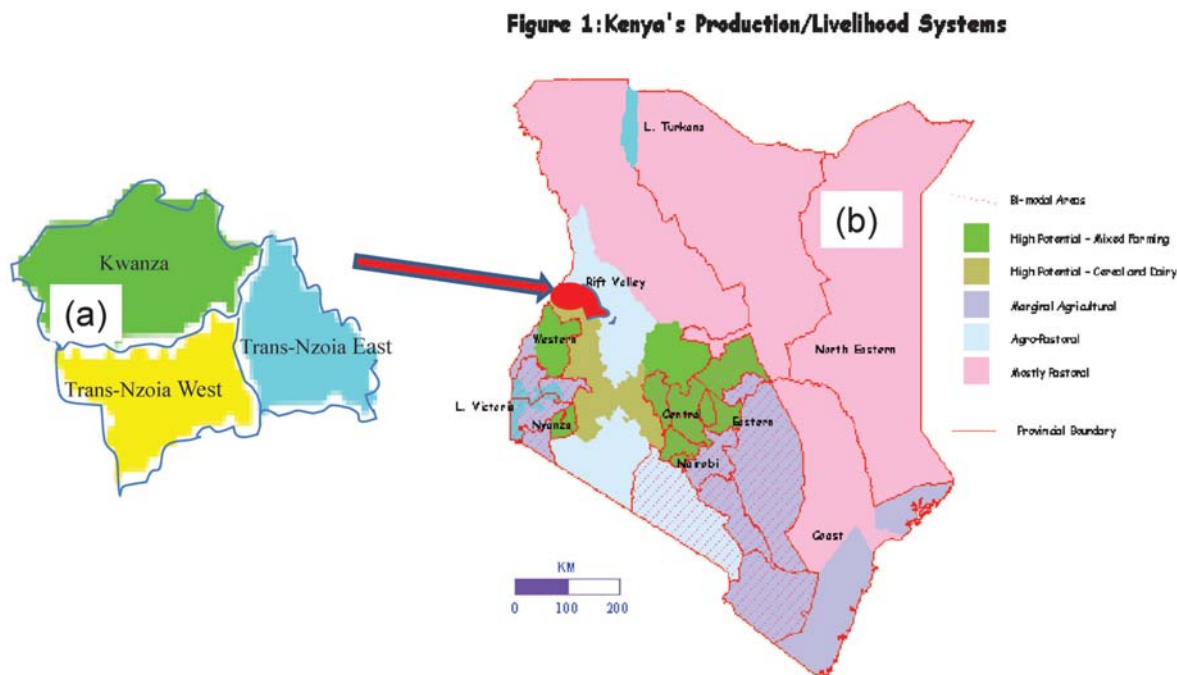 Figure 1:Kenya's Production/Livelihood Systems
L. Turkana
(b)
Bi-modal Areas
High Potential - Mixed Farming
High Potential - Cereal and Dairy
Marginal Agricultural
Agro-Pastoral
Mostly Pastoral
Provincial Boundary
Kwanza
(a)
Trans-Nzoia East
Trans-Nzoia West
Rift Valley
Western
North Eastern
L. Victoria
Nyanza
Central
Eastern
Nairobi
Coast
KM
0 100 200